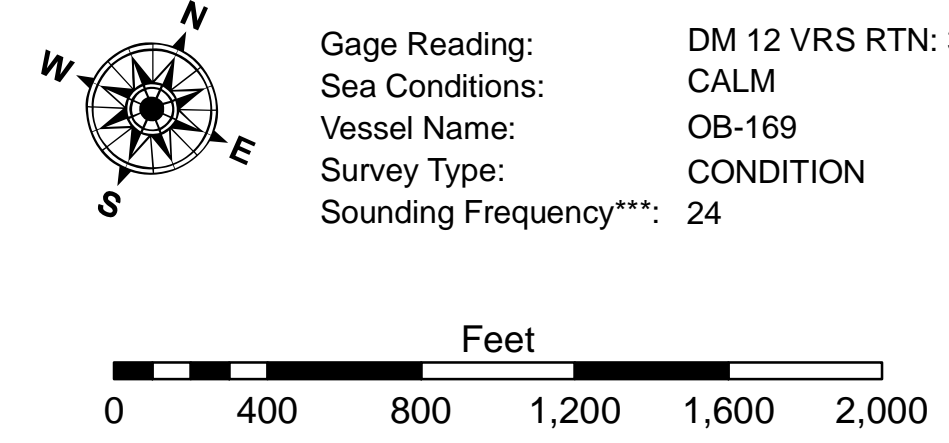 N
W
E
S
Gage Reading: DM 12 VRS RTN:
Sea Conditions: CALM
Vessel Name: OB-169
Survey Type: CONDITION
Sounding Frequency***: 24
Feet
0 400 800 1,200 1,600 2,000